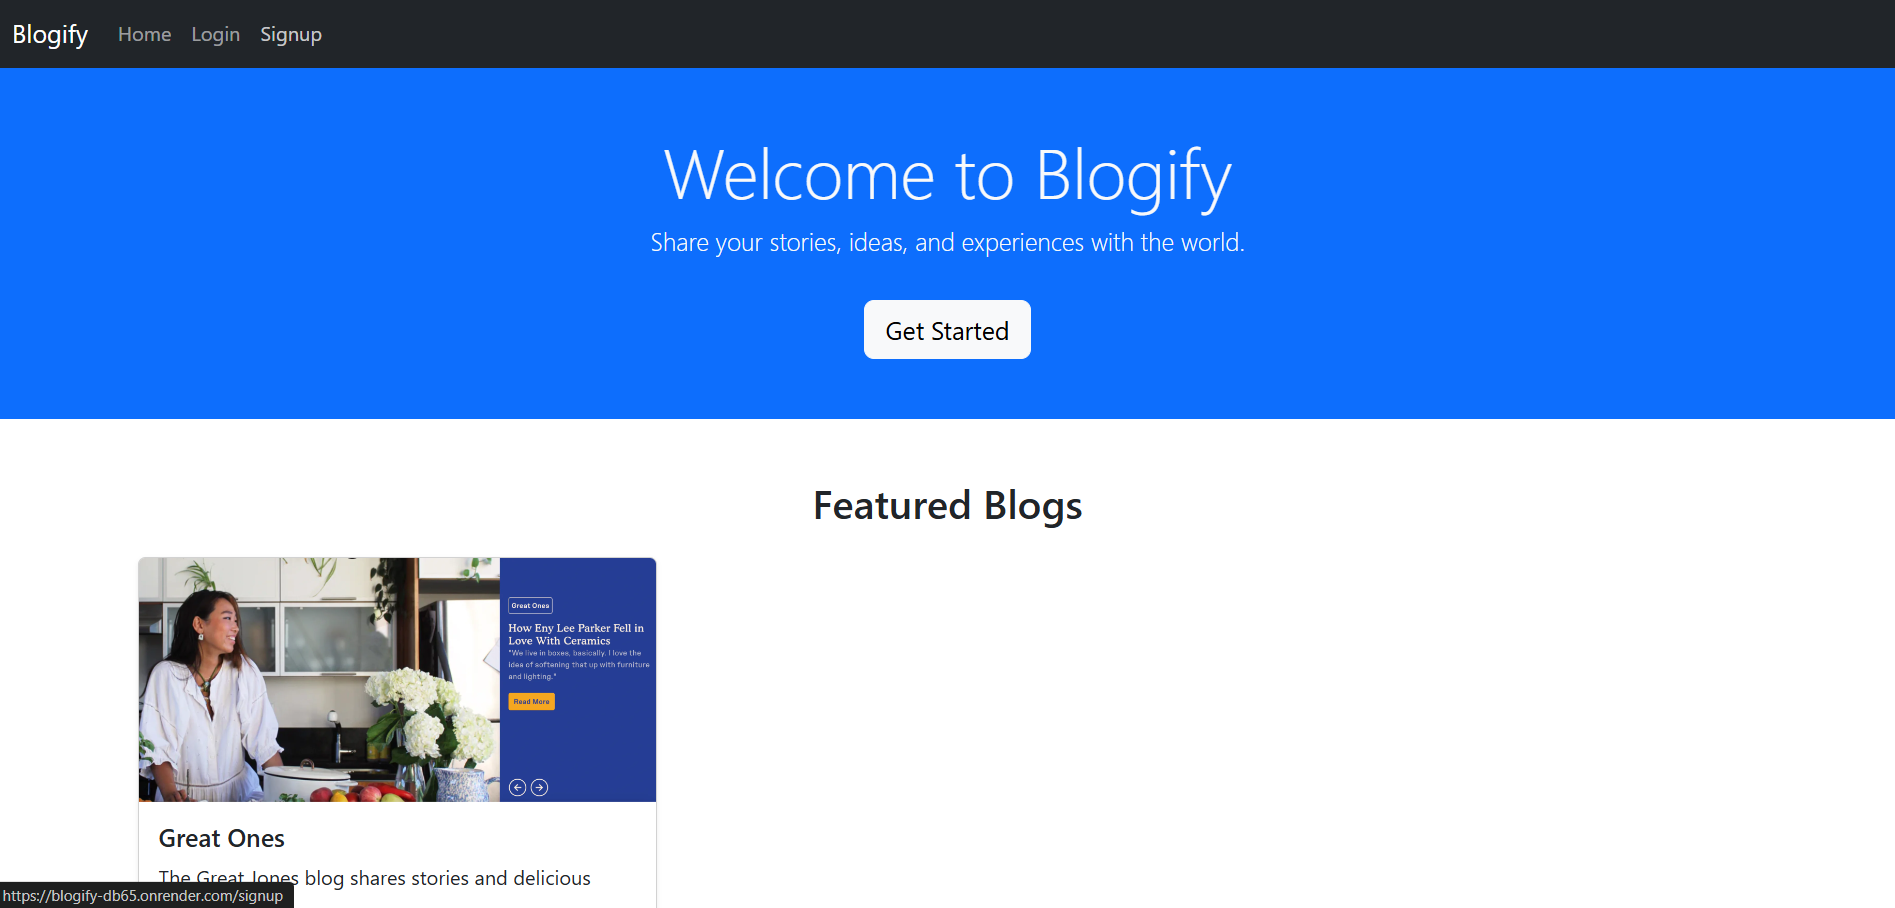 Blogify Home Login Signup
Welcome to Blogify
Share your stories, ideas, and experiences with the world.
Get Started
Featured Blogs
Great Ones
How Eny Lee Parker Fell in
Love With Ceramics
"We live in boxes, basically. I love the
idea of softening that up with furniture
and lighting."
Read More
Great Ones
The Great Jones blog shares stories and delicious
https://blogify-db65.onrender.com/signup